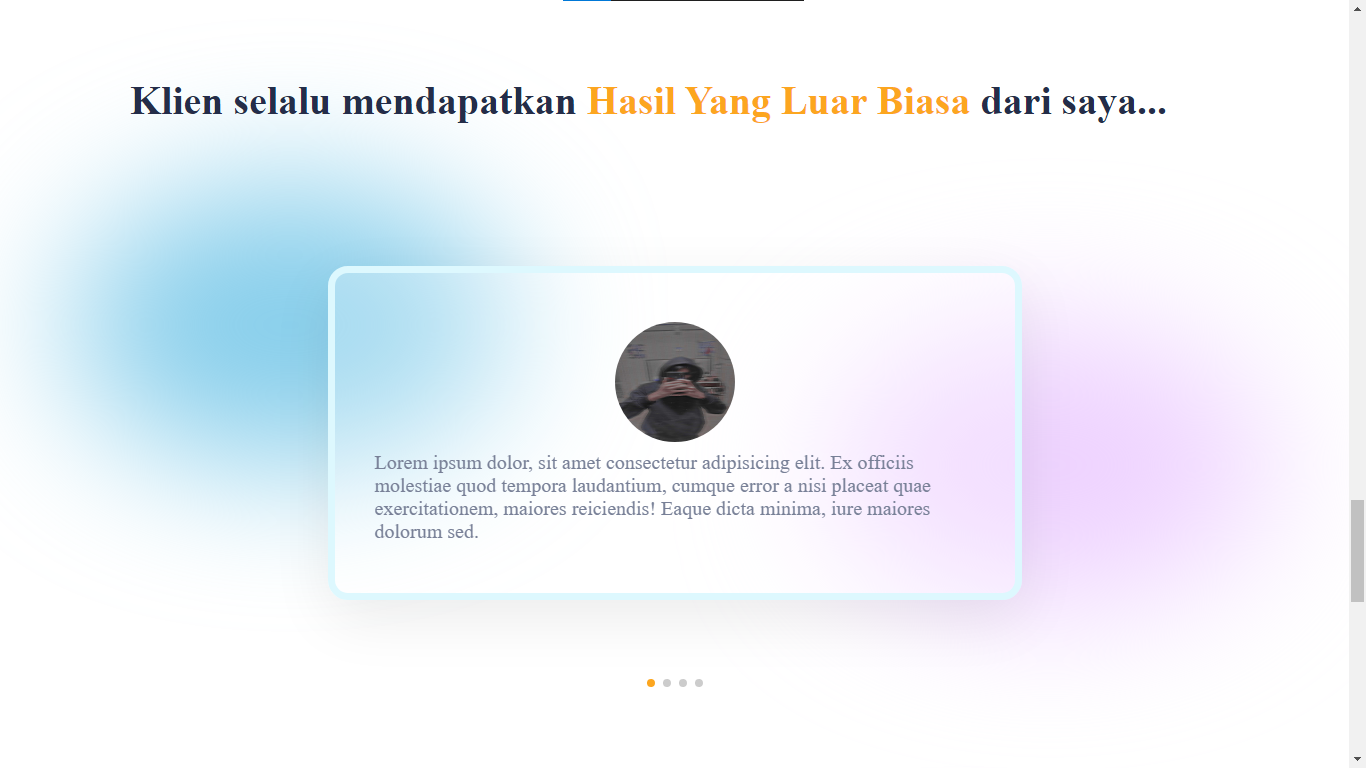 Klien selalu mendapatkan Hasil Yang Luar Biasa dari saya...
Lorem ipsum dolor, sit amet consectetur adipisicing elit. Ex officiis
molestiae quod tempora laudantium, cumque error a nisi placeat quae
exercitationem, maiores reiciendis! Eaque dicta minima, iure maiores
dolorum sed.